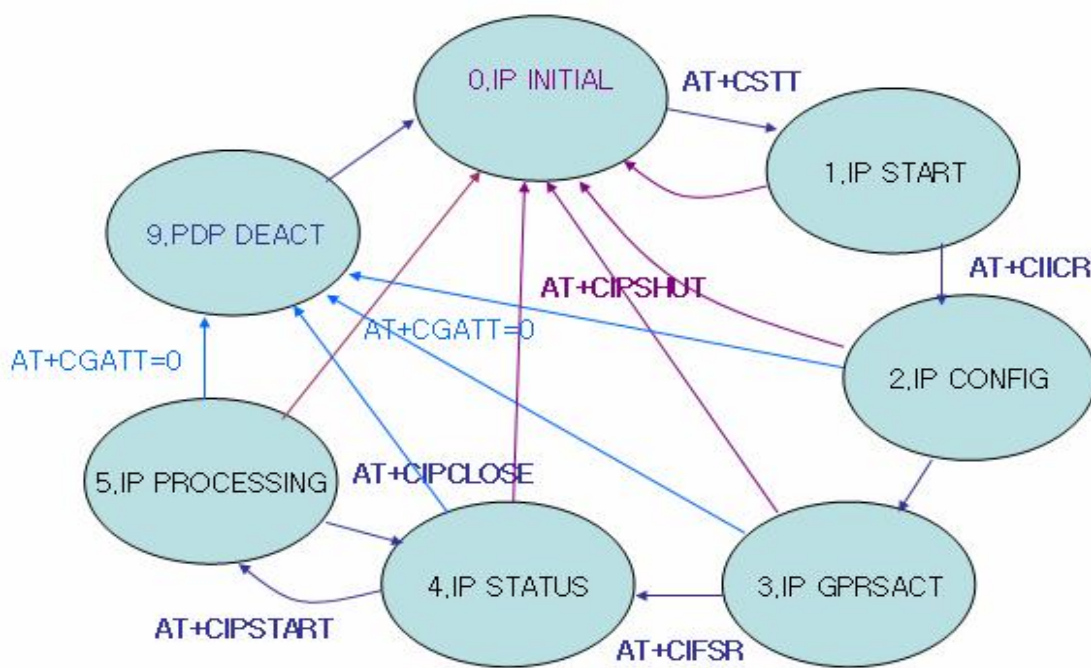 0,IP INITIAL
AT+CSTT
1,IP START
9,PDP DEACT
AT+CIICR
AT+CIPSHUT
AT+CGATT=0
AT+CGATT=0
2,IP CONFIG
5,IP PROCESSING
AT+CIPCLOSE
4,IP STATUS
3,IP GPRSACT
AT+CIPSTART
AT+CIFSR